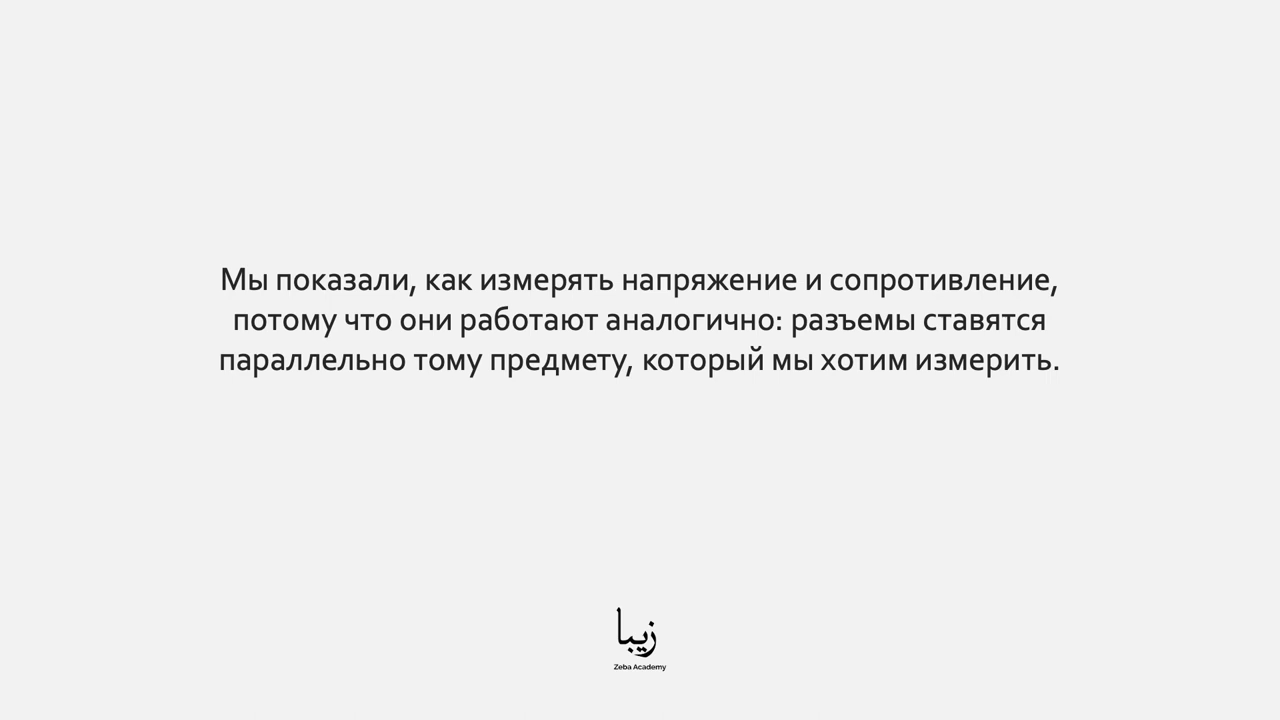 Мы показали, как измерять напряжение и сопротивление,
потому что они работают аналогично: разъемы ставятся
параллельно тому предмету, который мы хотим измерить.
زیبا
Zeba Academy